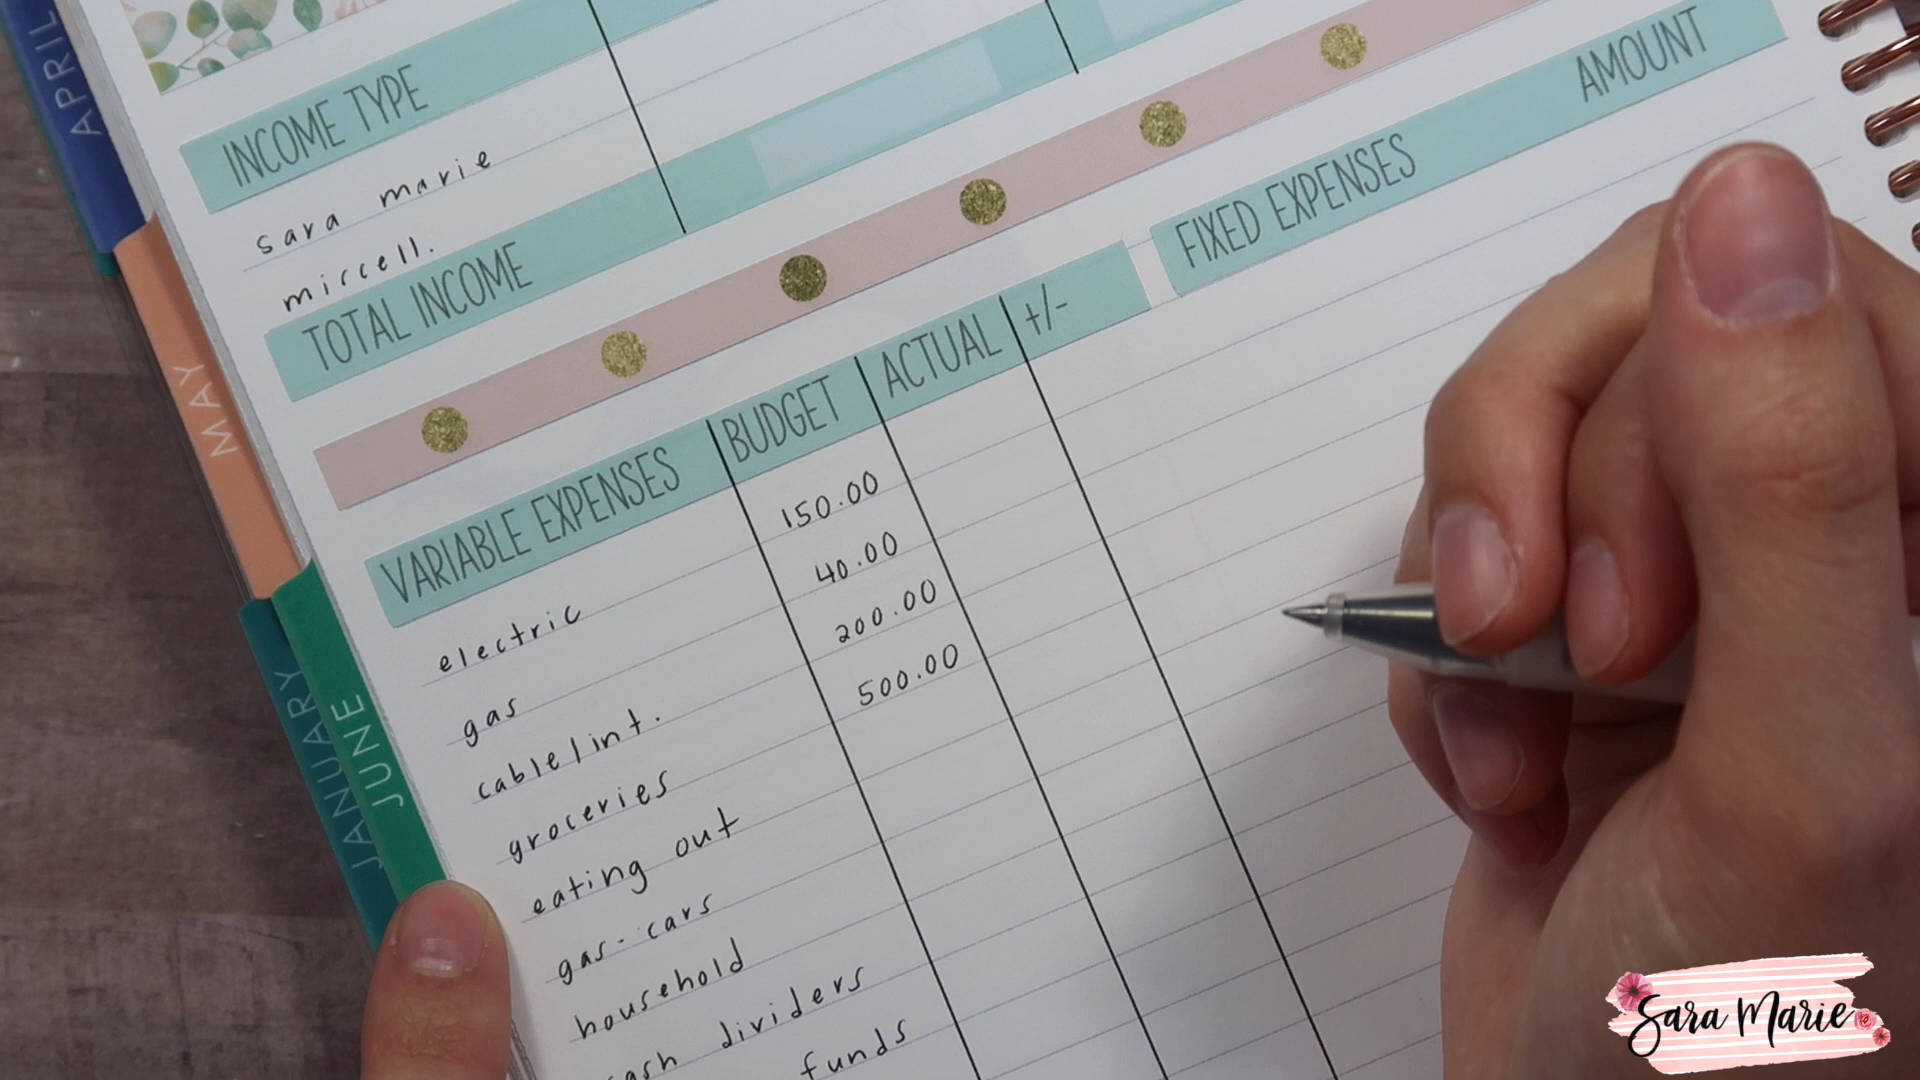 APRIL
INCOME TYPE
sara marie
miscell.
TOTAL INCOME
AMOUNT
FIXED EXPENSES
MAY
VARIABLE EXPENSES BUDGET ACTUAL +/-
electric 150.00
gas 40.00
cable/int. 200.00
groceries 500.00
eating out
gas-cars
household
dividers
funds
JUNE
JANUARY
Sara Marie